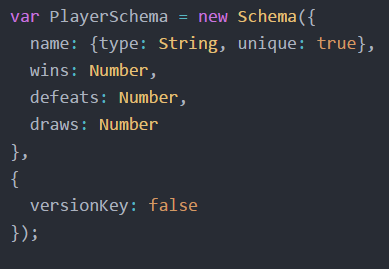 var PlayerSchema = new Schema({
  name: {type: String, unique: true},
  wins: Number,
  defeats: Number,
  draws: Number
},
{
  versionKey: false
});